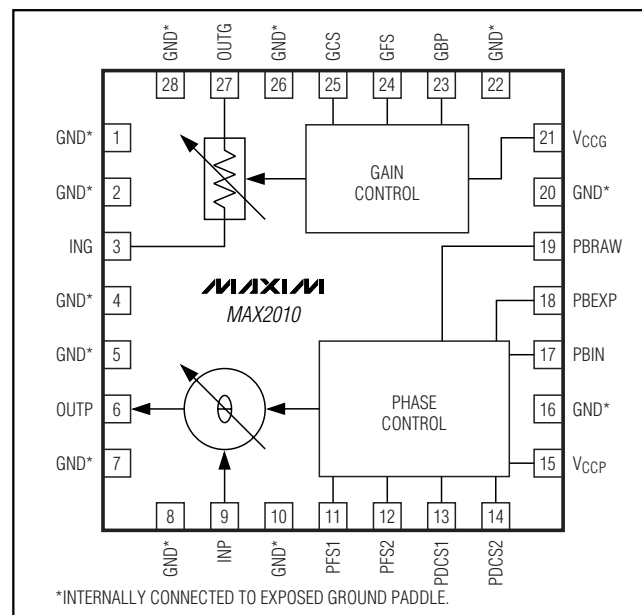 GND*
OUTG
GND*
GCS
GFS
GBP
GND*
28
27
26
25
24
23
22
GND* 1
GND* 2
ING 3
GND* 4
GND* 5
OUTP 6
GND* 7
GAIN
CONTROL
MAXIM
MAX2010
θ
PHASE
CONTROL
21 VCCG
20 GND*
19 PBRAW
18 PBEXP
17 PBIN
16 GND*
15 VCCP
8
9
10
11
12
13
14
GND*
INP
GND*
PFS1
PFS2
PDCS1
PDCS2
*INTERNALLY CONNECTED TO EXPOSED GROUND PADDLE.